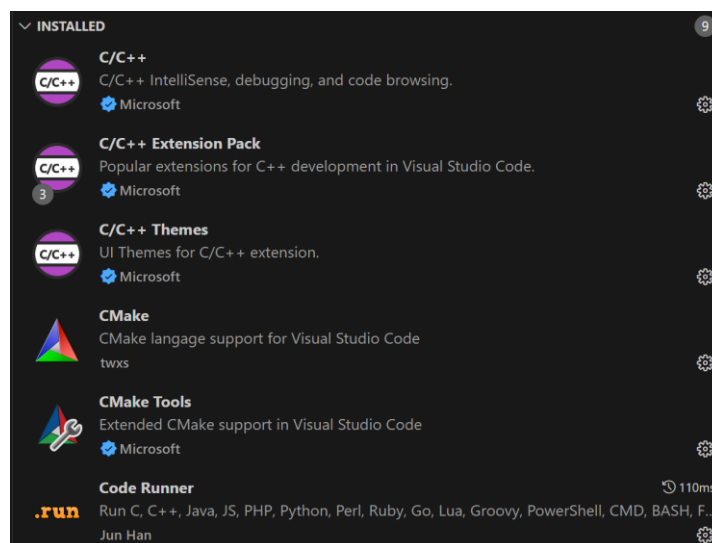 INSTALLED 9
C/C++
C/C++ C/C++ IntelliSense, debugging, and code browsing.
Microsoft
C/C++ Extension Pack
C/C++ Popular extensions for C++ development in Visual Studio Code.
3 Microsoft
C/C++ Themes
C/C++ UI Themes for C/C++ extension.
Microsoft
CMake
CMake langage support for Visual Studio Code
twxs
CMake Tools
Extended CMake support in Visual Studio Code
Microsoft
Code Runner 110ms
.run Run C, C++, Java, JS, PHP, Python, Perl, Ruby, Go, Lua, Groovy, PowerShell, CMD, BASH, F...
Jun Han